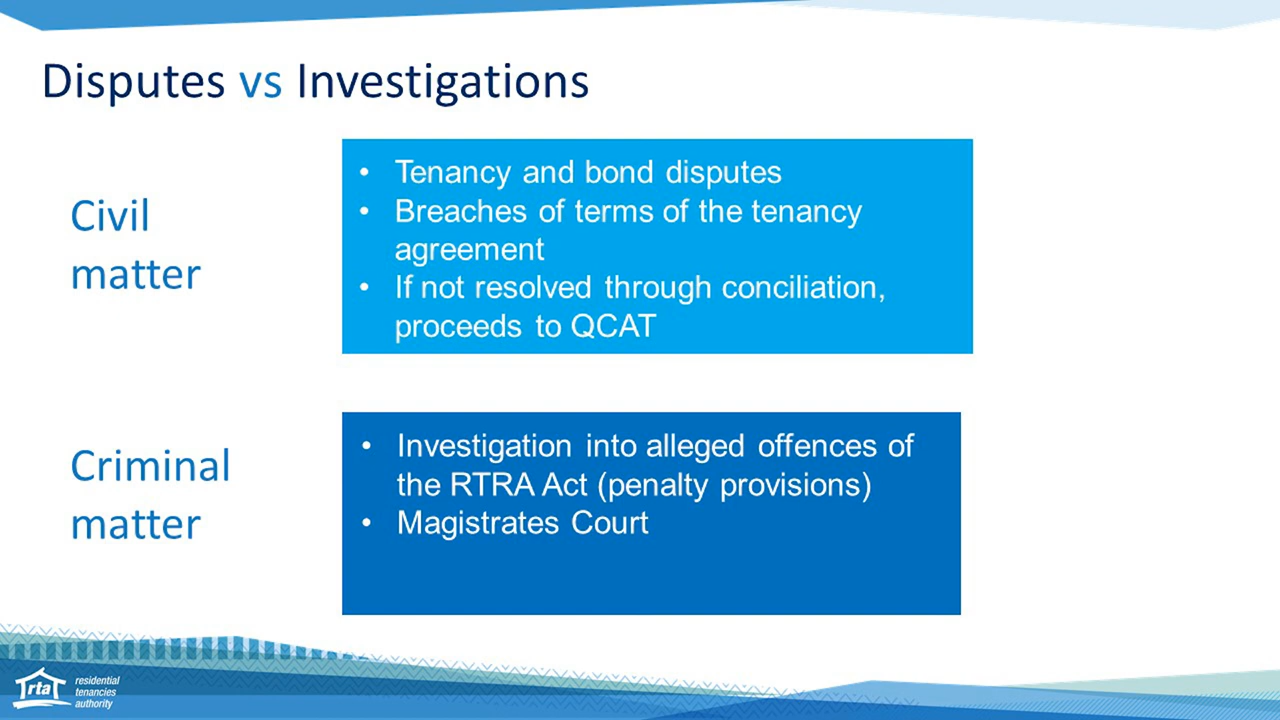 Disputes vs Investigations
Civil
matter
• Tenancy and bond disputes
• Breaches of terms of the tenancy
agreement
• If not resolved through conciliation,
proceeds to QCAT
Criminal
matter
• Investigation into alleged offences of
the RTRA Act (penalty provisions)
• Magistrates Court
rta
residential
tenancies
authority